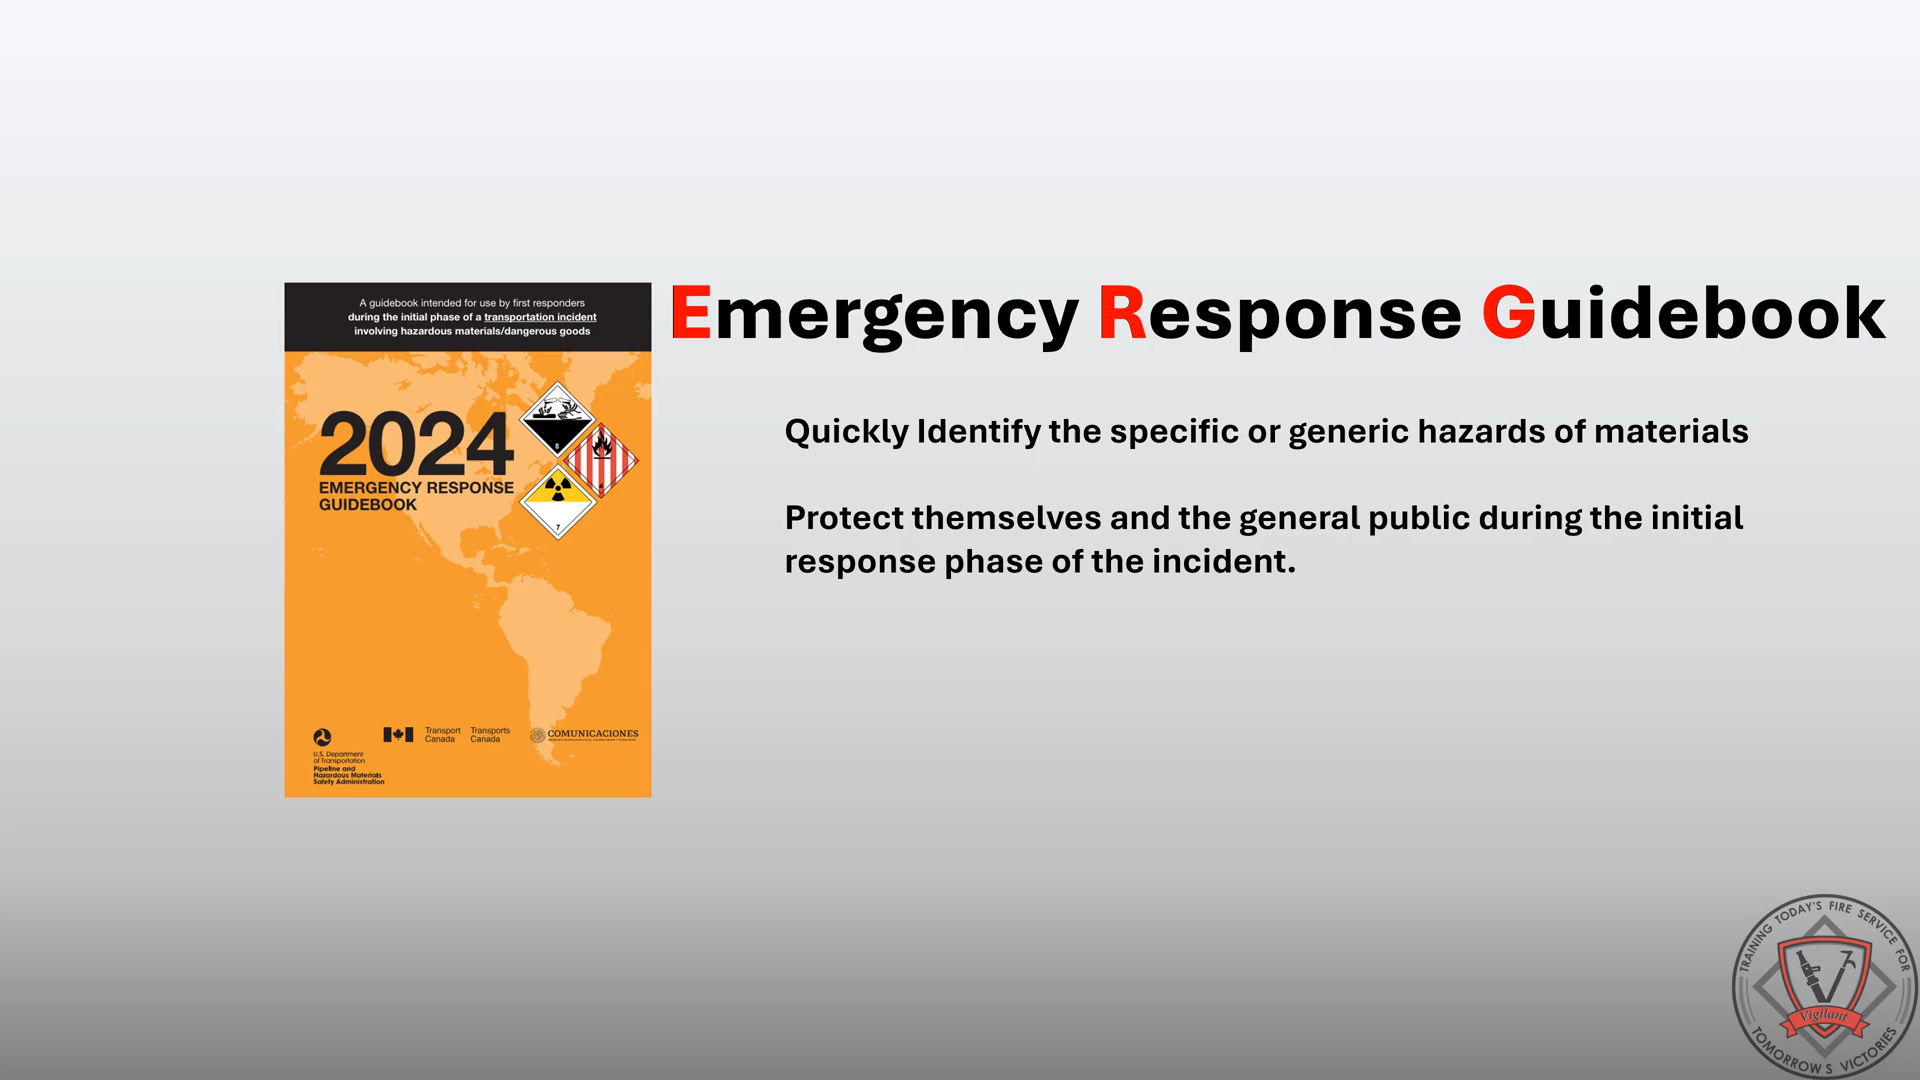 A guidebook intended for use by first responders
during the initial phase of a transportation incident
involving hazardous materials/dangerous goods
2024
EMERGENCY RESPONSE
GUIDEBOOK
8
4
7
U.S. Department
of Transportation
Pipeline and
Hazardous Materials
Safety Administration
Transport Canada
Transports Canada
COMUNICACIONES
Emergency Response Guidebook
Quickly Identify the specific or generic hazards of materials
Protect themselves and the general public during the initial
response phase of the incident.
TRAINING TODAY'S FIRE SERVICE FOR
Vigilant
TOMORROW'S VICTORIES